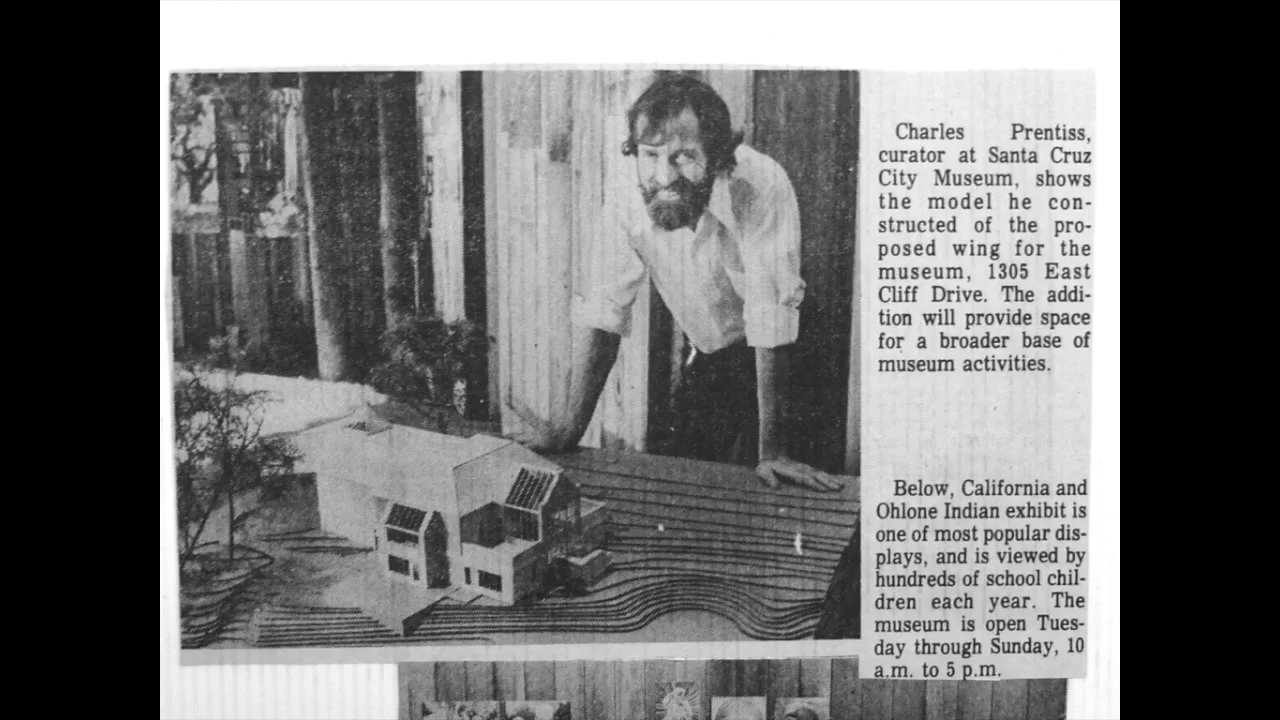 Charles Prentiss,
curator at Santa Cruz
City Museum, shows
the model he con-
structed of the pro-
posed wing for the
museum, 1305 East
Cliff Drive. The addi-
tion will provide space
for a broader base of
museum activities.
Below, California and
Ohlone Indian exhibit is
one of most popular dis-
plays, and is viewed by
hundreds of school chil-
dren each year. The
museum is open Tues-
day through Sunday, 10
a.m. to 5 p.m.